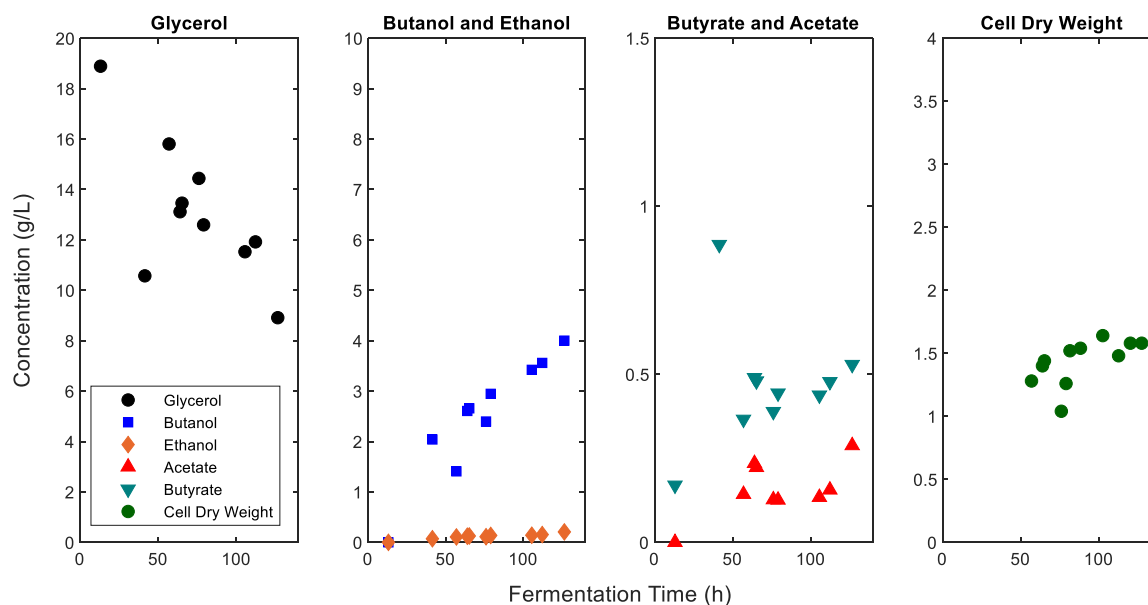 Glycerol
Butanol and Ethanol
Butyrate and Acetate
Cell Dry Weight
Concentration (g/L)
20
18
16
14
12
10
8
6
4
2
0
0 50 100
Glycerol
Butanol
Ethanol
Acetate
Butyrate
Cell Dry Weight
10
9
8
7
6
5
4
3
2
1
0
0 50 100
1.5
1
0.5
0
0 50 100
4
3.5
3
2.5
2
1.5
1
0.5
0
0 50 100
Fermentation Time (h)